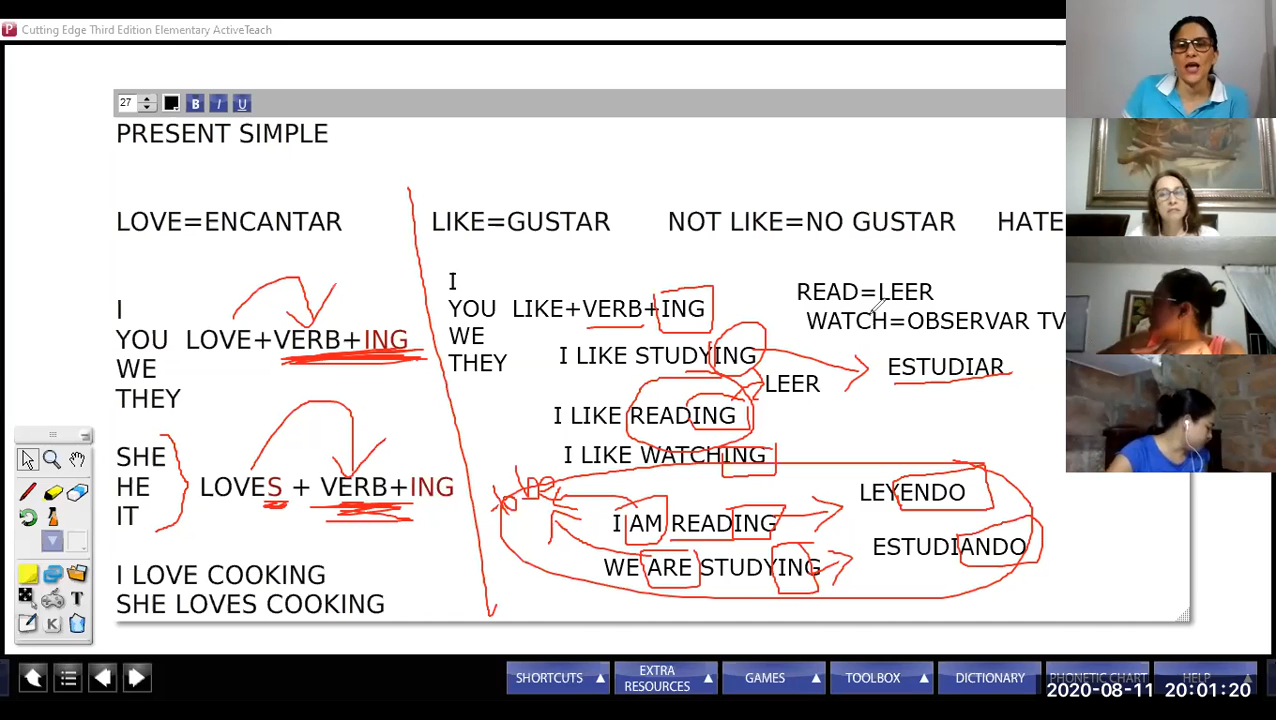 Cutting Edge Third Edition Elementary ActiveTeach
27 B I U
PRESENT SIMPLE
LOVE=ENCANTAR LIKE=GUSTAR NOT LIKE=NO GUSTAR HATE
I
YOU LOVE+VERB+ING
WE
THEY
SHE
HE LOVES + VERB+ING
IT
I LOVE COOKING
SHE LOVES COOKING
I
YOU LIKE+VERB+ING
WE
THEY
I LIKE STUDYING
LEER
I LIKE READING
I LIKE WATCHING
READ=LEER
WATCH=OBSERVAR TV
ESTUDIAR
LEYENDO
I AM READING
ESTUDIANDO
WE ARE STUDYING
T
K
SHORTCUTS
EXTRA
RESOURCES
GAMES
TOOLBOX
DICTIONARY
PHONETIC CHART
HELP
2020-08-11 20:01:20